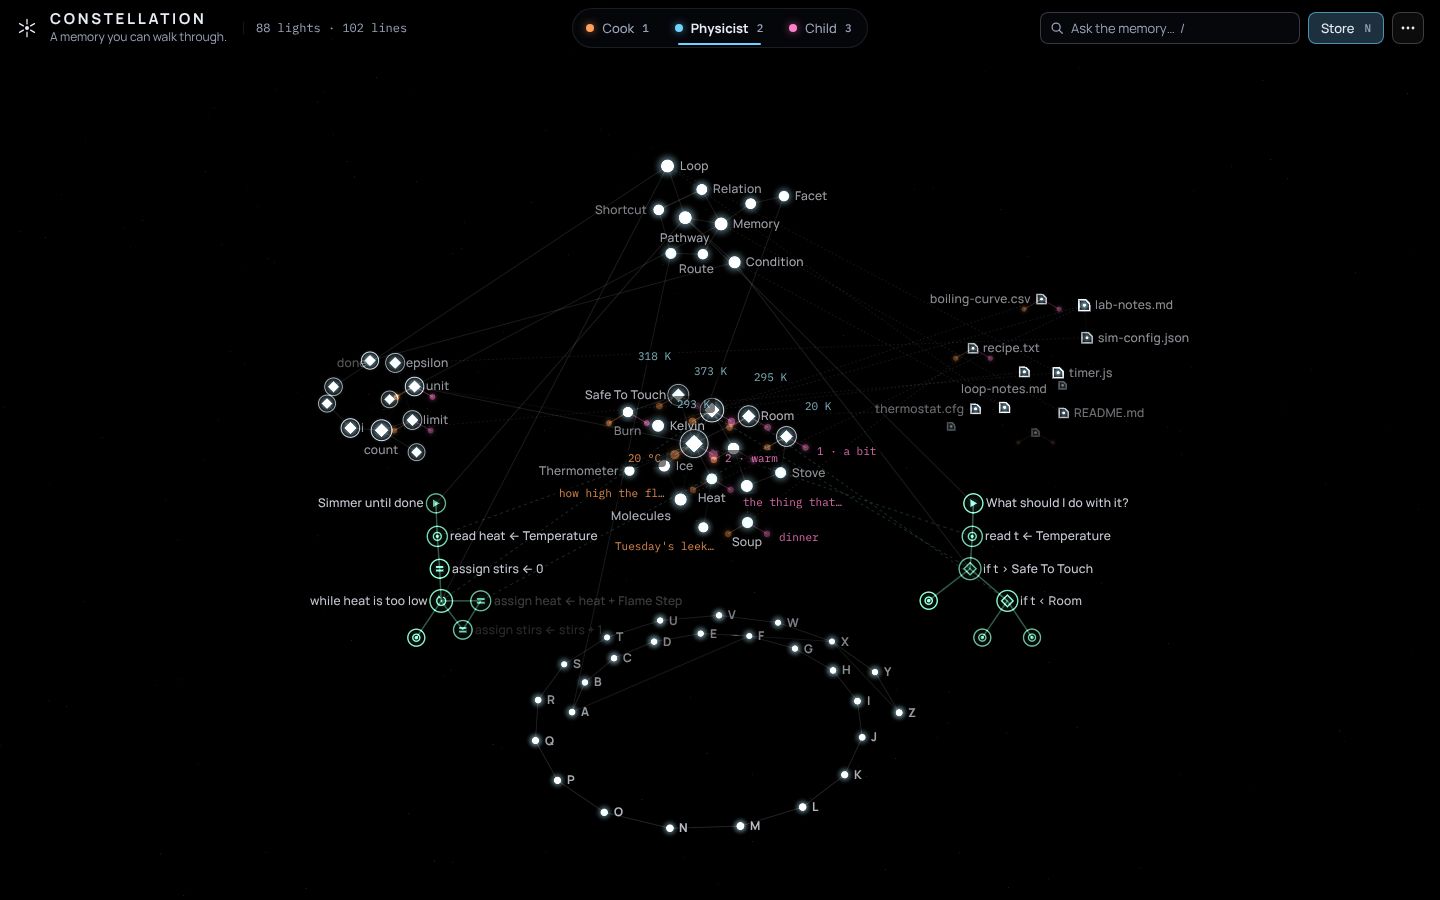 CONSTELLATION
A memory you can walk through.
88 lights · 102 lines
Cook 1
Physicist 2
Child 3
Ask the memory… /
Store N
Loop
Relation
Facet
Shortcut
Memory
Pathway
Route
Condition
boiling-curve.csv
lab-notes.md
sim-config.json
recipe.txt
timer.js
loop-notes.md
thermostat.cfg
README.md
done
epsilon
unit
limit
i
count
318 K
373 K
295 K
Safe To Touch
293 K
20 K
Room
Burn
Kelvin
20 °C
Ice
2 · warm
1 · a bit
Thermometer
Stove
how high the fl…
Heat
the thing that…
Molecules
Tuesday's leek…
Soup
dinner
Simmer until done
read heat ← Temperature
assign stirs ← 0
while heat is too low
assign heat ← heat + Flame Step
assign stirs ← stirs + 1
What should I do with it?
read t ← Temperature
if t > Safe To Touch
if t < Room
V
U
W
T
E
F
X
D
G
C
S
H
Y
B
R
I
A
Z
Q
J
K
P
L
O
N
M